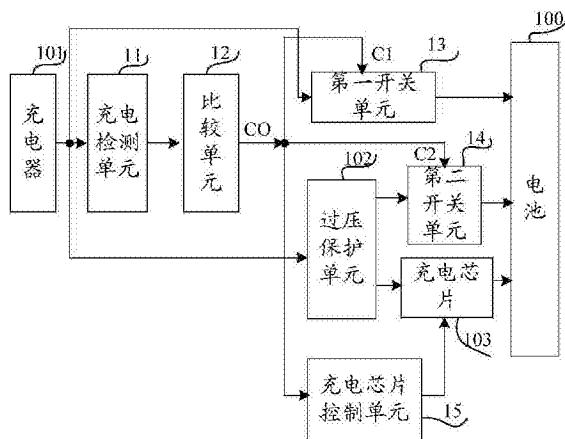 101
11
12
C1
13
100
充电器
充电
检测
单元
比较单元
CO
第一开关
单元
C2
14
102
第二
开关
单元
电池
过压
保护
单元
充电芯
片
103
充电芯片
控制单元
15